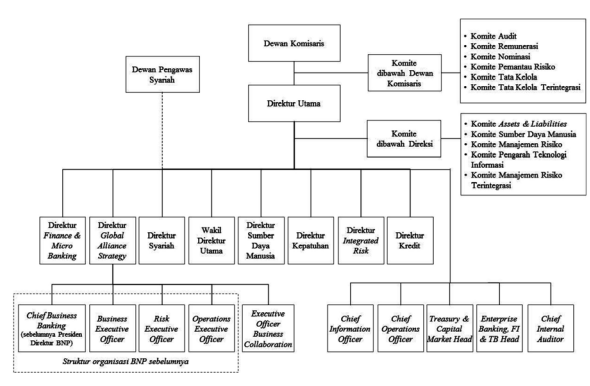 Dewan Komisaris
Komite
dibawah Dewan
Komisaris
• Komite Audit
• Komite Remunerasi
• Komite Nominasi
• Komite Pemantau Risiko
• Komite Tata Kelola
• Komite Tata Kelola Terintegrasi
Dewan Pengawas
Syariah
Direktur Utama
Komite
dibawah Direksi
• Komite Assets & Liabilities
• Komite Sumber Daya Manusia
• Komite Manajemen Risiko
• Komite Pengarah Teknologi
Informasi
• Komite Manajemen Risiko
Terintegrasi
Direktur
Finance &
Micro
Banking
Direktur
Global
Alliance
Strategy
Direktur
Syariah
Wakil
Direktur
Utama
Direktur
Sumber
Daya
Manusia
Direktur
Kepatuhan
Direktur
Integrated
Risk
Direktur
Kredit
Chief Business
Banking
(sebelumnya Presiden
Direktur BNP)
Business
Executive
Officer
Risk
Executive
Officer
Operations
Executive
Officer
Executive
Officer
Business
Collaboration
Struktur organisasi BNP sebelumnya
Chief
Information
Officer
Chief
Operations
Officer
Treasury &
Capital
Market Head
Enterprise
Banking, FI
& TB Head
Chief
Internal
Auditor